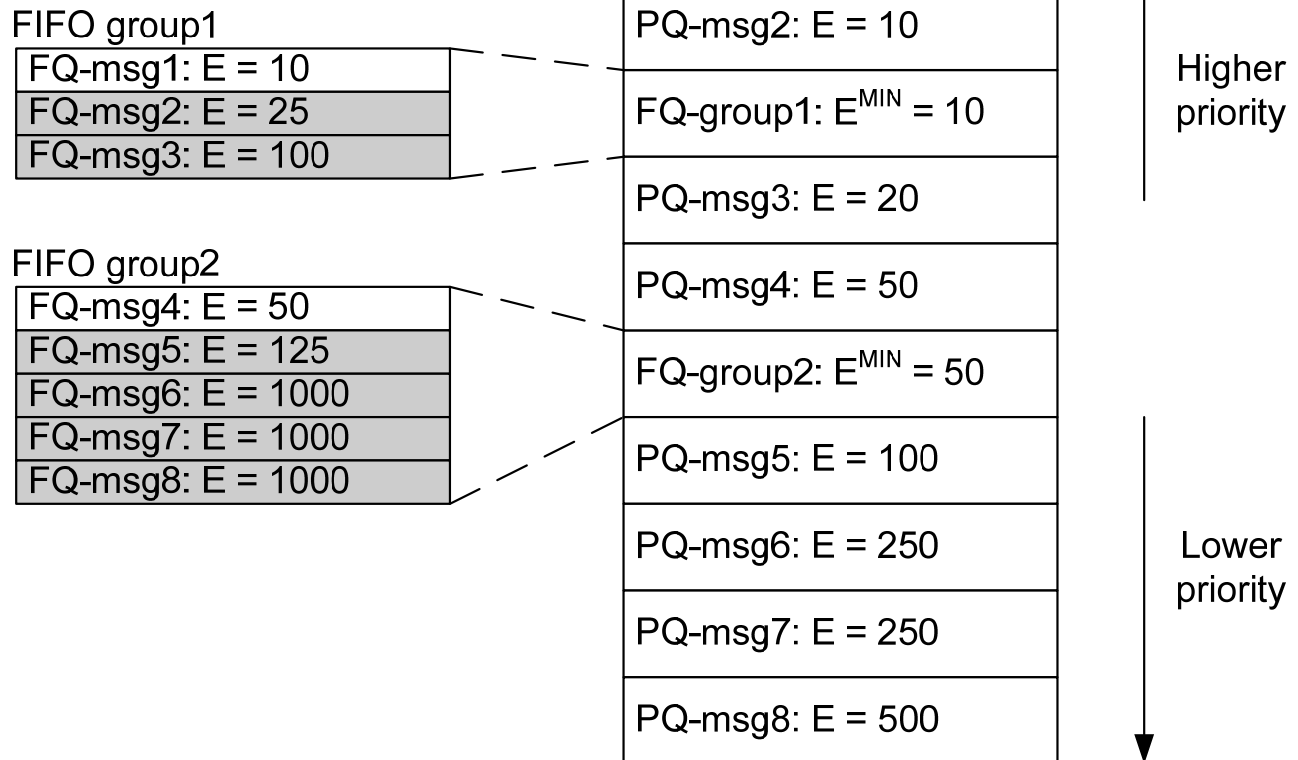 FIFO group1
FQ-msg1: E = 10
FQ-msg2: E = 25
FQ-msg3: E = 100
FIFO group2
FQ-msg4: E = 50
FQ-msg5: E = 125
FQ-msg6: E = 1000
FQ-msg7: E = 1000
FQ-msg8: E = 1000
PQ-msg2: E = 10
FQ-group1: E^MIN = 10
PQ-msg3: E = 20
PQ-msg4: E = 50
FQ-group2: E^MIN = 50
PQ-msg5: E = 100
PQ-msg6: E = 250
PQ-msg7: E = 250
PQ-msg8: E = 500
Higher
priority
Lower
priority